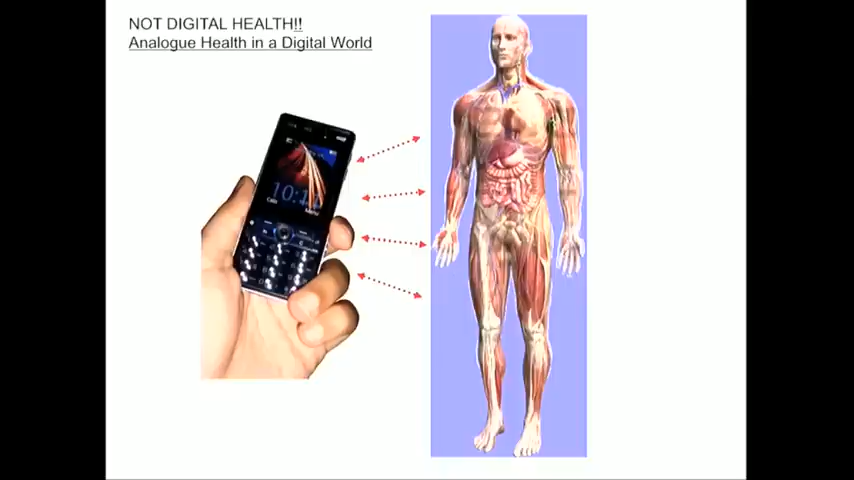 NOT DIGITAL HEALTH!!
Analogue Health in a Digital World